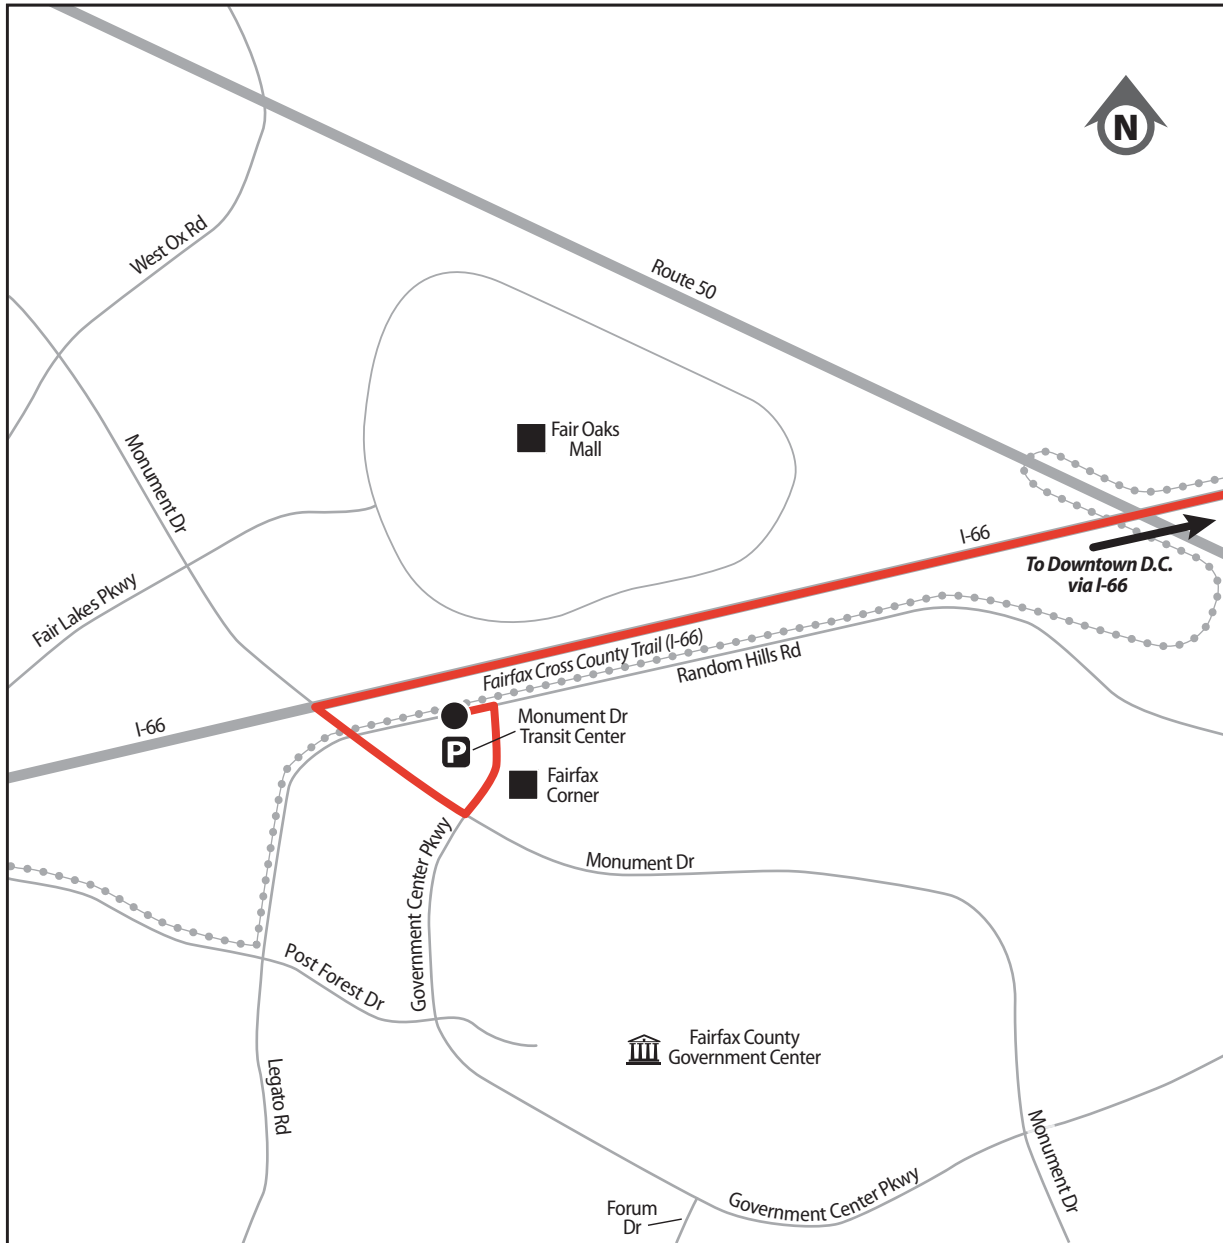 N
West Ox Rd
Route 50
Fair Oaks
Mall
Monument Dr
I-66
To Downtown D.C.
via I-66
Fair Lakes Pkwy
Fairfax Cross County Trail (I-66)
Random Hills Rd
I-66
Monument Dr
Transit Center
P
Fairfax
Corner
Monument Dr
Government Center Pkwy
Post Forest Dr
Fairfax County
Government Center
Legato Rd
Monument Dr
Government Center Pkwy
Forum
Dr